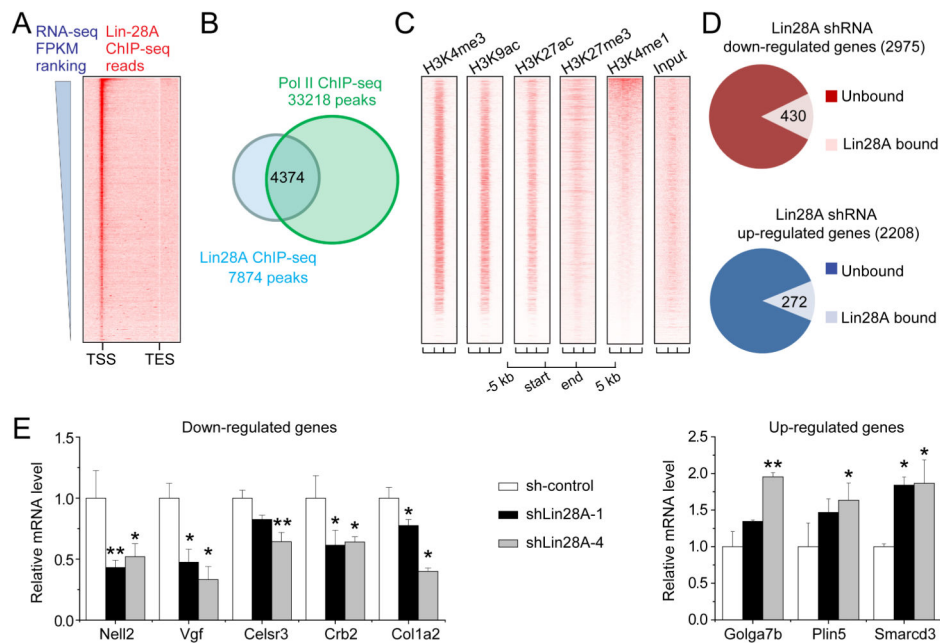 A
RNA-seq
FPKM
ranking
Lin-28A
ChIP-seq
reads
TSS
TES
B
Pol II ChIP-seq
33218 peaks
4374
Lin28A ChIP-seq
7874 peaks
C
H3K4me3
H3K9ac
H3K27ac
H3K27me3
H3K4me1
Input
-5 kb start end 5 kb
D
Lin28A shRNA
down-regulated genes (2975)
430
Unbound
Lin28A bound
Lin28A shRNA
up-regulated genes (2208)
272
Unbound
Lin28A bound
E
Down-regulated genes
Relative mRNA level
1.5
1.0
0.5
0.0
** * * * ** * * * *
Nell2 Vgf Celsr3 Crb2 Col1a2
sh-control
shLin28A-1
shLin28A-4
Up-regulated genes
Relative mRNA level
2.5
2.0
1.5
1.0
0.5
0.0
** * * *
Golga7b Plin5 Smarcd3